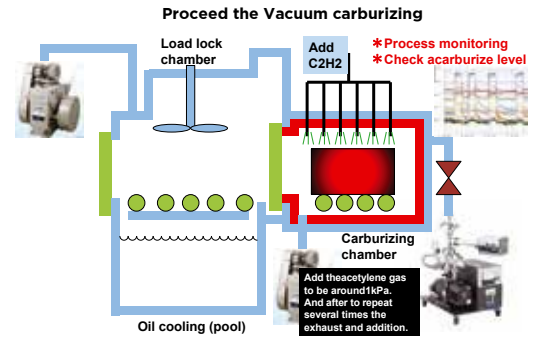 Proceed the Vacuum carburizing
Load lock
chamber
Add
C2H2
*Process monitoring
*Check acarburize level
Carburizing
chamber
Add theacetylene gas
to be around1kPa.
And after to repeat
several times the
exhaust and addition.
Oil cooling (pool)